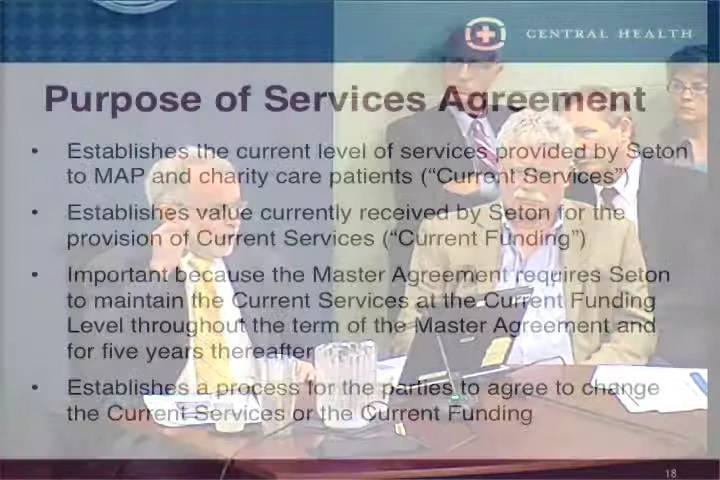 CENTRAL HEALTH
Purpose of Services Agreement
• Establishes the current level of services provided by Seton
to MAP and charity care patients (“Current Services”)
• Establishes value currently received by Seton for the
provision of Current Services (“Current Funding”)
• Important because the Master Agreement requires Seton
to maintain the Current Services at the Current Funding
Level throughout the term of the Master Agreement and
for five years thereafter
• Establishes a process for the parties to agree to change
the Current Services or the Current Funding
18